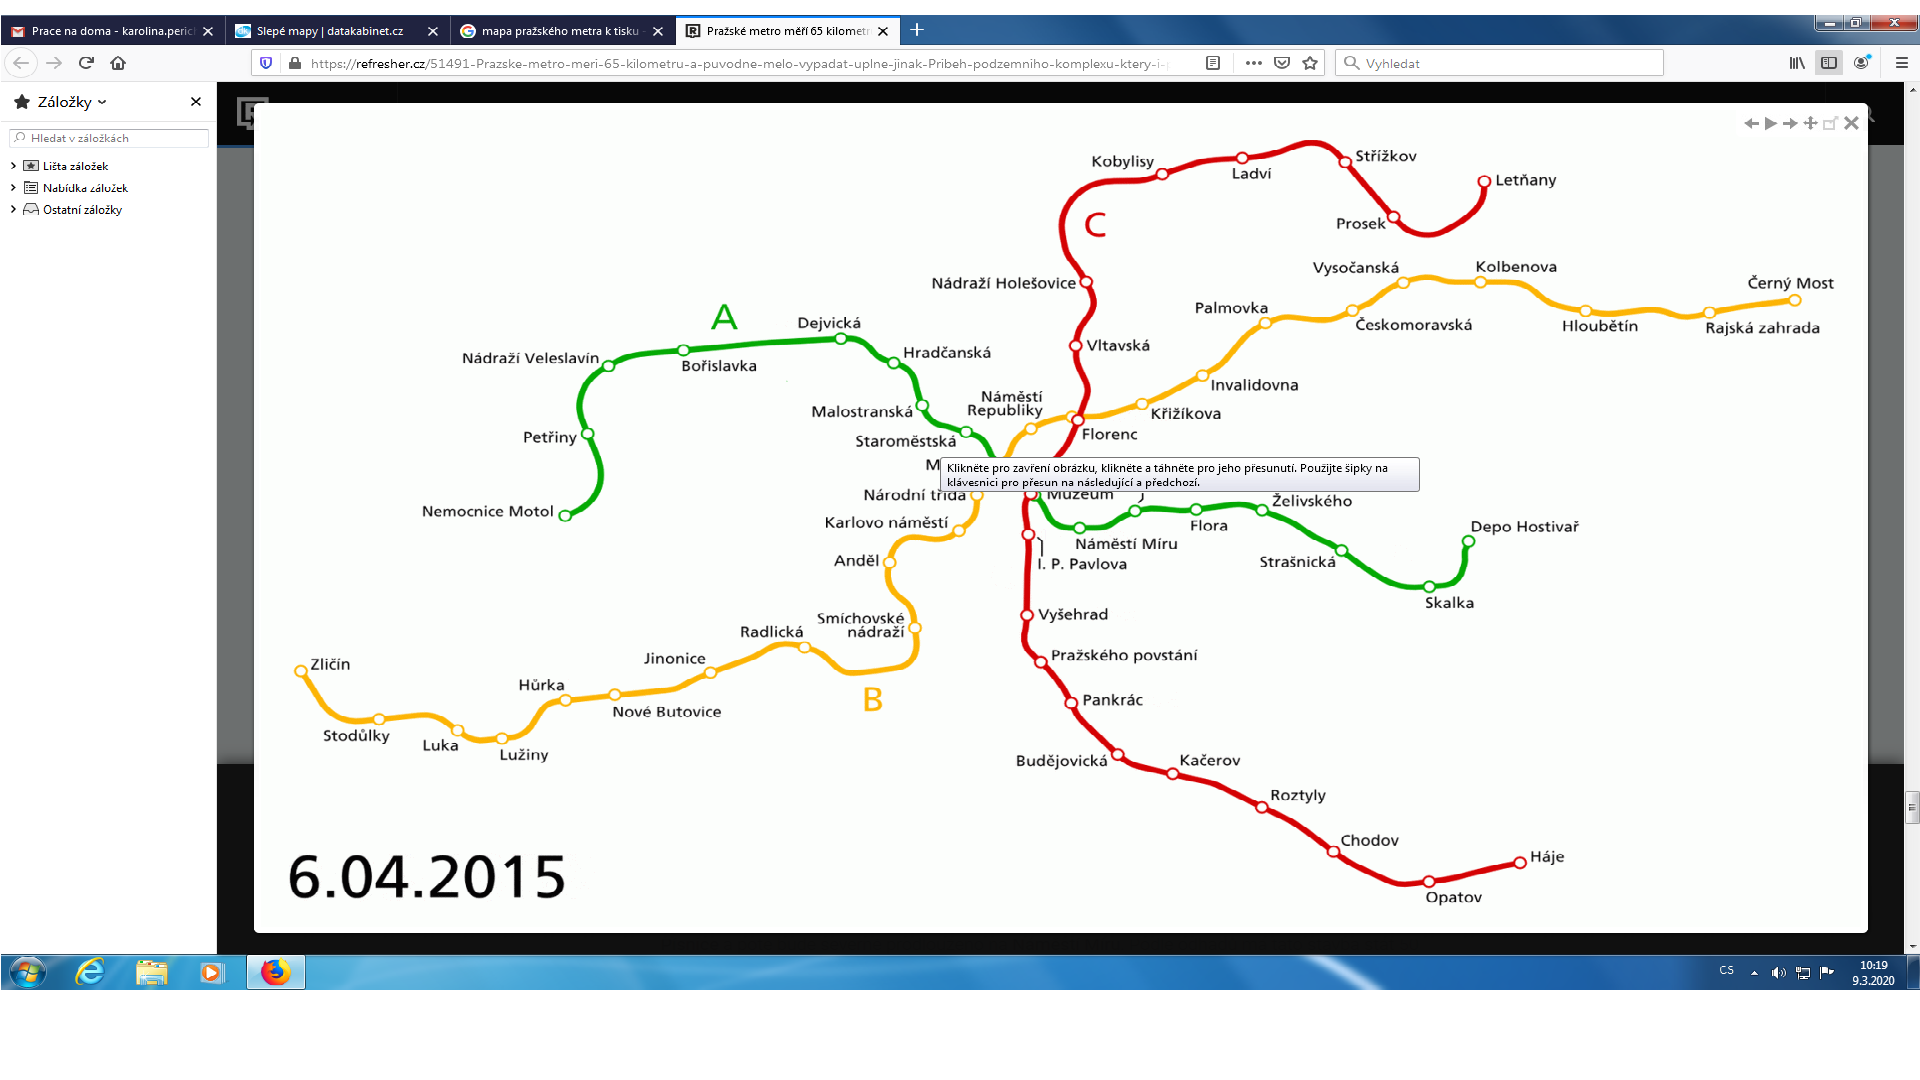 Prace na doma - karolina.peric
Slepé mapy | datakabinet.cz
mapa pražského metra k tisku -
Pražské metro měří 65 kilometr
https://refresher.cz/51491-Prazske-metro-meri-65-kilometru-a-puvodne-melo-vypadat-uplne-jinak-Pribeh-podzemniho-komplexu-ktery-i-p
Vyhledat
Záložky
Hledat v záložkách
Lišta záložek
Nabídka záložek
Ostatní záložky
Kobylisy
Ladví
Střížkov
Letňany
Prosek
C
Nádraží Holešovice
Vysočanská
Kolbenova
Černý Most
Palmovka
Českomoravská
Hloubětín
Rajská zahrada
A
Dejvická
Nádraží Veleslavín
Bořislavka
Hradčanská
Vltavská
Invalidovna
Malostranská
Náměstí
Republiky
Křižíkova
Petřiny
Staroměstská
Florenc
M
Klikněte pro zavření obrázku, klikněte a táhněte pro jeho přesunutí. Použijte šipky na
klávesnici pro přesun na následující a předchozí.
Národní třída
Muzeum
Želivského
Nemocnice Motol
Karlovo náměstí
Flora
Depo Hostivař
Náměstí Míru
Anděl
I. P. Pavlova
Strašnická
Skalka
Smíchovské
nádraží
Vyšehrad
Radlická
Zličín
Jinonice
Pražského povstání
Hůrka
B
Pankrác
Nové Butovice
Stodůlky
Luka
Lužiny
Budějovická
Kačerov
Roztyly
Chodov
Háje
Opatov
6.04.2015
CS
10:19
9.3.2020